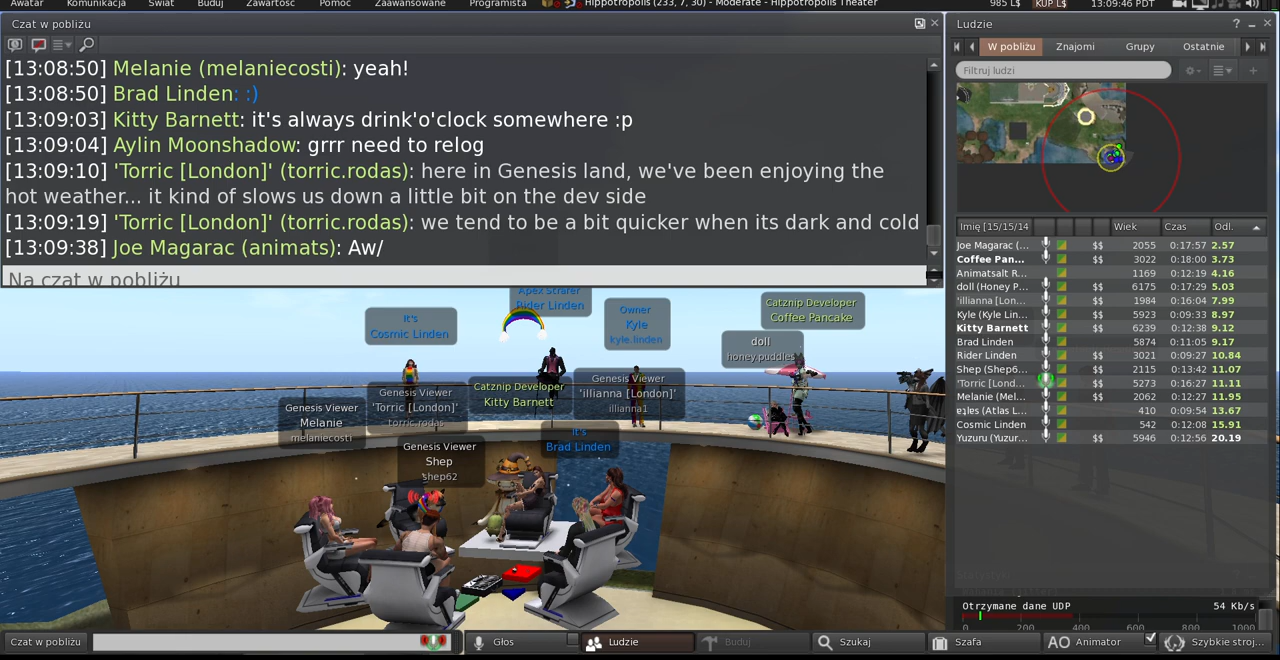 Awatar Komunikacja Świat Buduj Zawartość Pomoc Zaawansowane Programista Hippotropolis (233, 7, 30) - Moderate - Hippotropolis Theater 985 L$ KUP L$ 13:09:46 PDT
Czat w pobliżu
[13:08:50] Melanie (melaniecosti): yeah!
[13:08:50] Brad Linden: :)
[13:09:03] Kitty Barnett: it's always drink'o'clock somewhere :p
[13:09:04] Aylin Moonshadow: grrr need to relog
[13:09:10] 'Torric [London]' (torric.rodas): here in Genesis land, we've been enjoying the
hot weather... it kind of slows us down a little bit on the dev side
[13:09:19] 'Torric [London]' (torric.rodas): we tend to be a bit quicker when its dark and cold
[13:09:38] Joe Magarac (animats): Aw/
Na czat w pobliżu
Ludzie
W pobliżu Znajomi Grupy Ostatnie
Filtruj ludzi
Imię [15/15/14 Wiek Czas Odl.
Joe Magarac (... $$ 2055 0:17:57 2.57
Coffee Pan... $$ 3022 0:18:00 3.73
Animatsalt R... 1169 0:12:19 4.16
doll (Honey P... $$ 6175 0:17:29 5.03
'illianna [Lon... $$ 1984 0:16:04 7.99
Kyle (Kyle Lin... $$ 5923 0:09:33 8.97
Kitty Barnett $$ 6239 0:12:38 9.12
Brad Linden 5874 0:11:05 9.17
Rider Linden $$ 3021 0:09:27 10.84
Shep (Shep6... $$ 2115 0:13:42 11.07
'Torric [Lond... $$ 5273 0:16:27 11.11
Melanie (Mel... $$ 2062 0:12:27 11.95
(Atlas L... 410 0:09:54 13.67
Cosmic Linden 542 0:12:08 15.91
Yuzuru (Yuzur... $$ 5946 0:12:56 20.19
Rider Linden
It's
Cosmic Linden
Owner
Kyle
kyle.linden
Catznip Developer
Coffee Pancake
doll
honey.puddles
Genesis Viewer
'Torric [London]'
torric.rodas
Catznip Developer
Kitty Barnett
Genesis Viewer
'illianna [London]'
illianna1
Genesis Viewer
Melanie
melaniecosti
Genesis Viewer
Shep
shep62
It's
Brad Linden
Otrzymane dane UDP 54 Kb/s
0 200 400 600 800 1000
Czat w pobliżu Głos Ludzie Buduj Szukaj Szafa AO Animator Szybkie stroj...